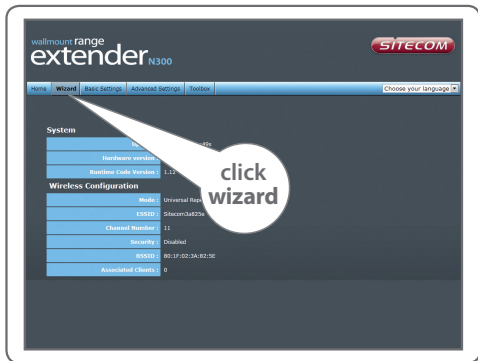 wallmount range
extender N300
SITECOM
Home Wizard Basic Settings Advanced Settings Toolbox Choose your language
System
Hardware version :
Runtime Code Version : 1.12
click
wizard
Wireless Configuration
Mode : Universal Rep
ESSID : Sitecom3a825e
Channel Number : 11
Security : Disabled
BSSID : 80:1F:02:3A:82:5E
Associated Clients : 0